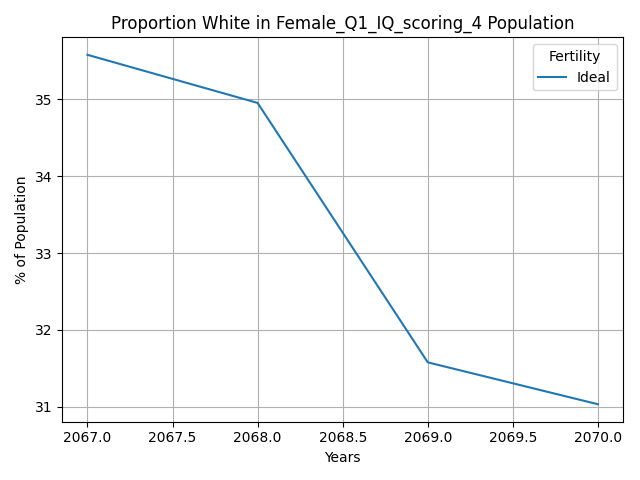 Proportion White in Female_Q1_IQ_scoring_4 Population
Fertility
Ideal
% of Population
35
34
33
32
31
2067.0 2067.5 2068.0 2068.5 2069.0 2069.5 2070.0
Years